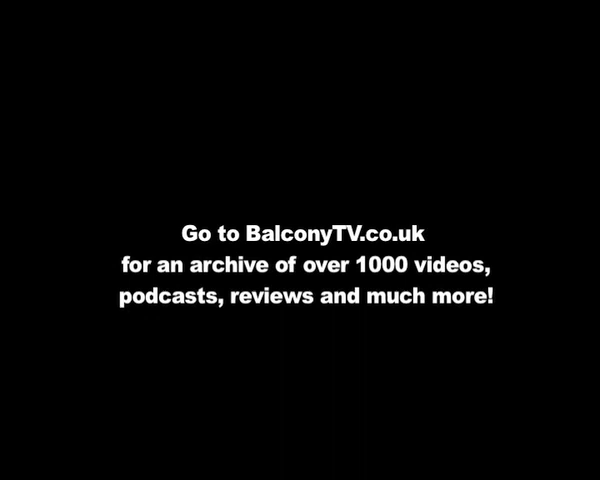 Go to BalconyTV.co.uk
for an archive of over 1000 videos,
podcasts, reviews and much more!